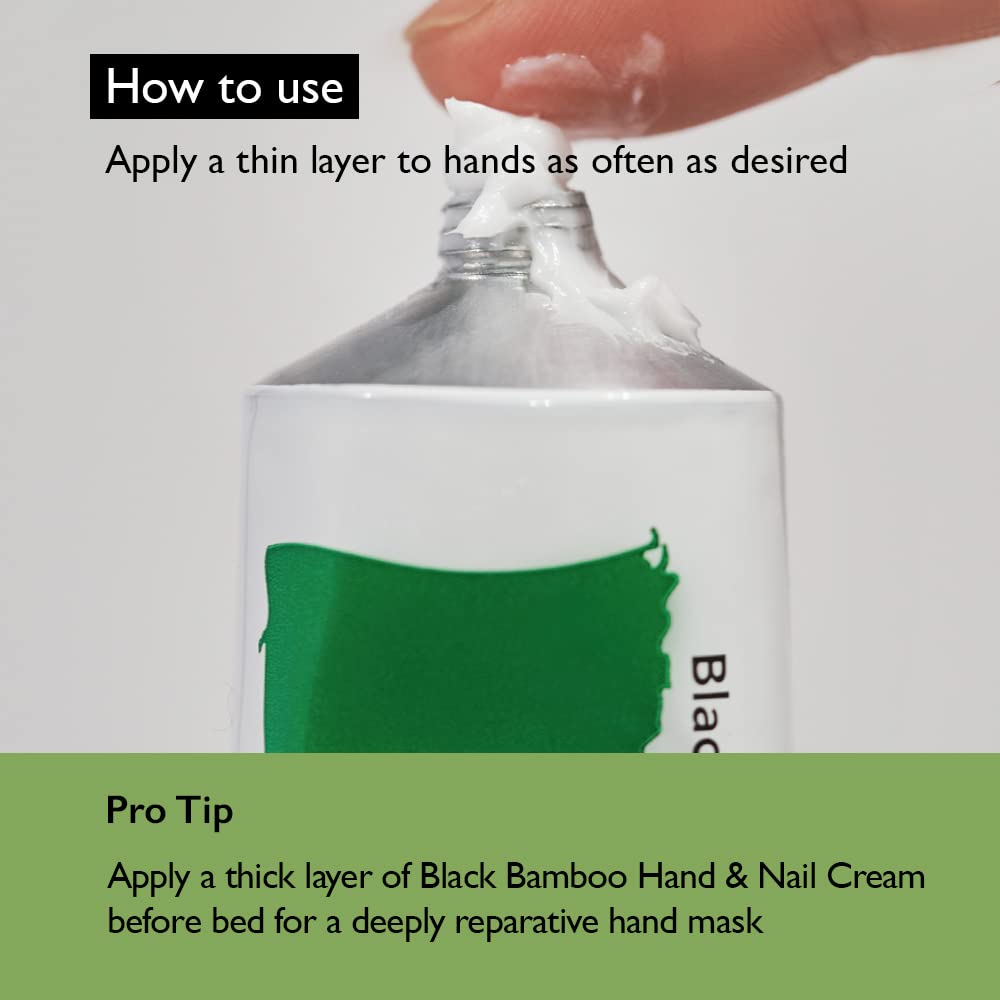 How to use
Apply a thin layer to hands as often as desired
Blac
Pro Tip
Apply a thick layer of Black Bamboo Hand & Nail Cream
before bed for a deeply reparative hand mask